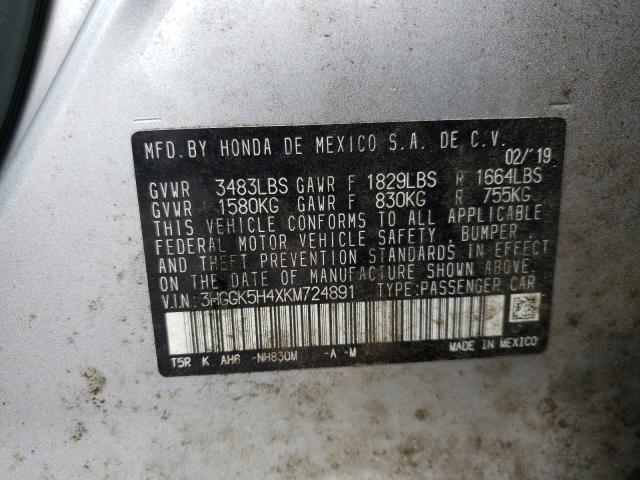 MFD. BY HONDA DE MEXICO S.A. DE C.V.
02/'19
GVWR 3483LBS GAWR F 1829LBS R 1664LBS
GVWR 1580KG GAWR F 830KG R 755KG
THIS VEHICLE CONFORMS TO ALL APPLICABLE
FEDERAL MOTOR VEHICLE SAFETY, BUMPER,
AND THEFT PREVENTION STANDARDS IN EFFECT
ON THE DATE OF MANUFACTURE SHOWN ABOVE.
V.I.N: 3HGGK5H4XKM724891 TYPE:PASSENGER CAR
T5R K AH6 -NH830M -A -M MADE IN MEXICO